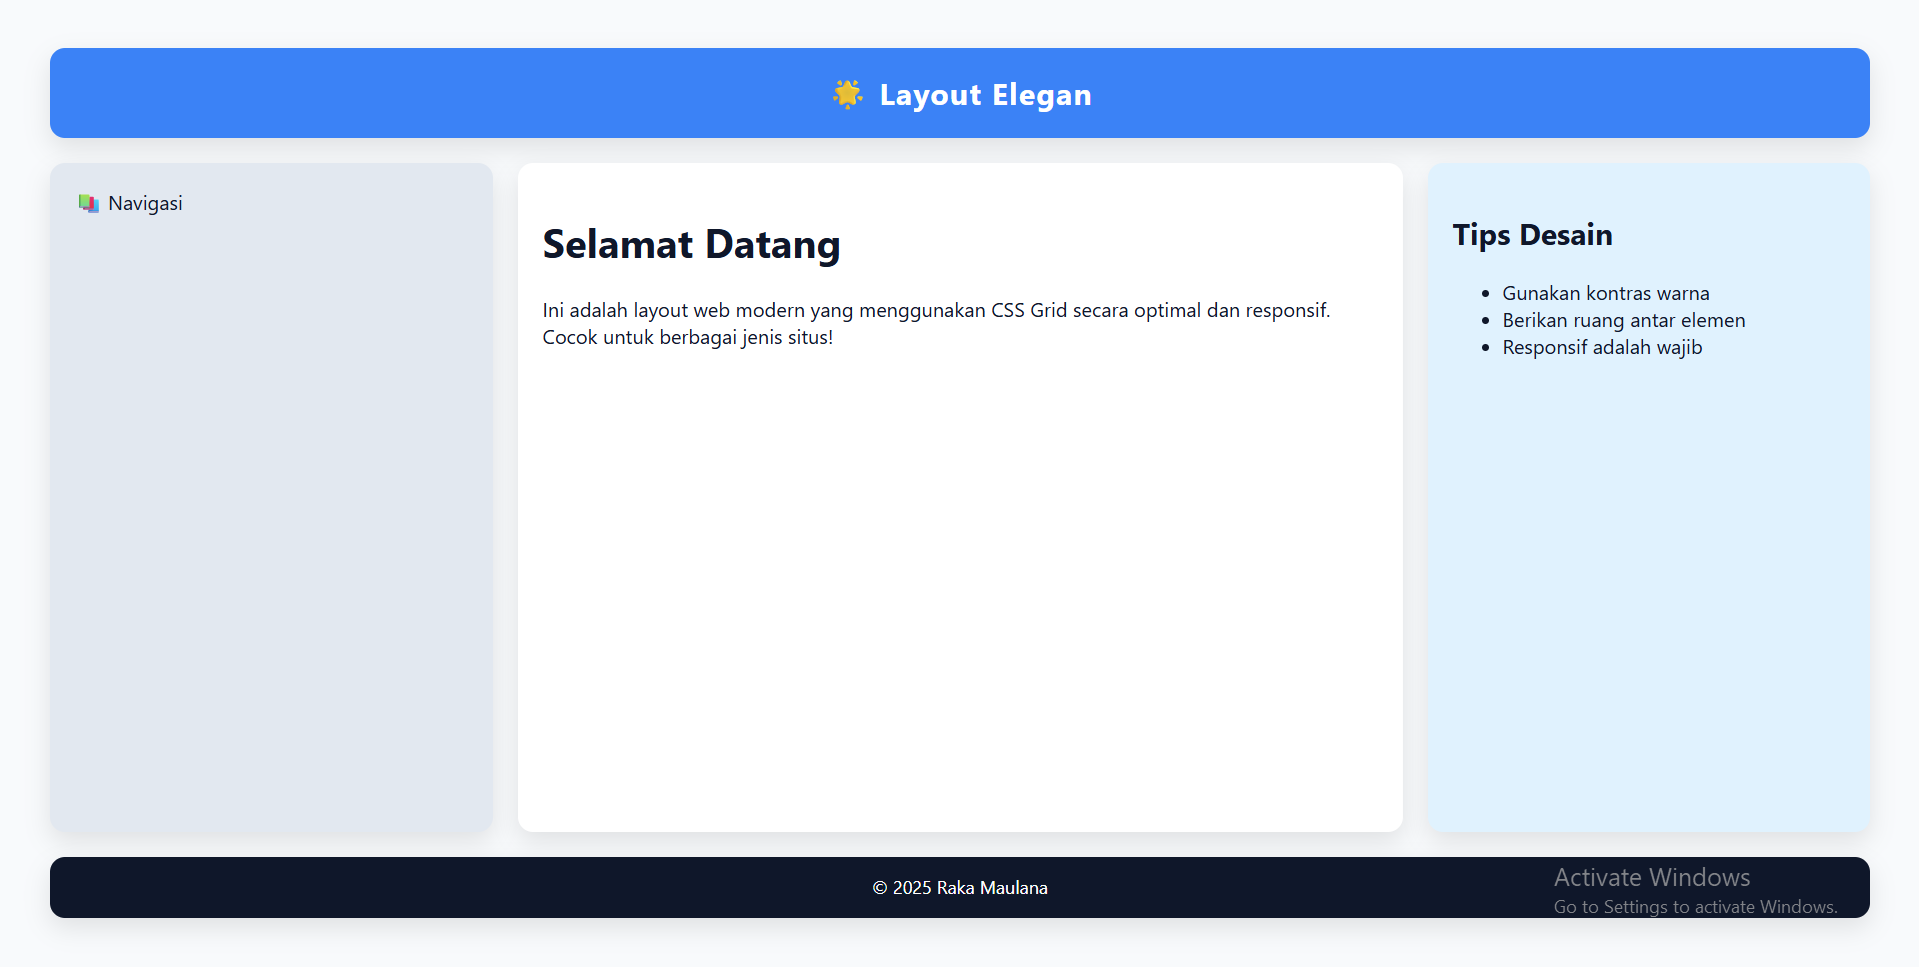 🌟 Layout Elegan
📚 Navigasi
Selamat Datang
Ini adalah layout web modern yang menggunakan CSS Grid secara optimal dan responsif.
Cocok untuk berbagai jenis situs!
Tips Desain
• Gunakan kontras warna
• Berikan ruang antar elemen
• Responsif adalah wajib
© 2025 Raka Maulana
Activate Windows
Go to Settings to activate Windows.